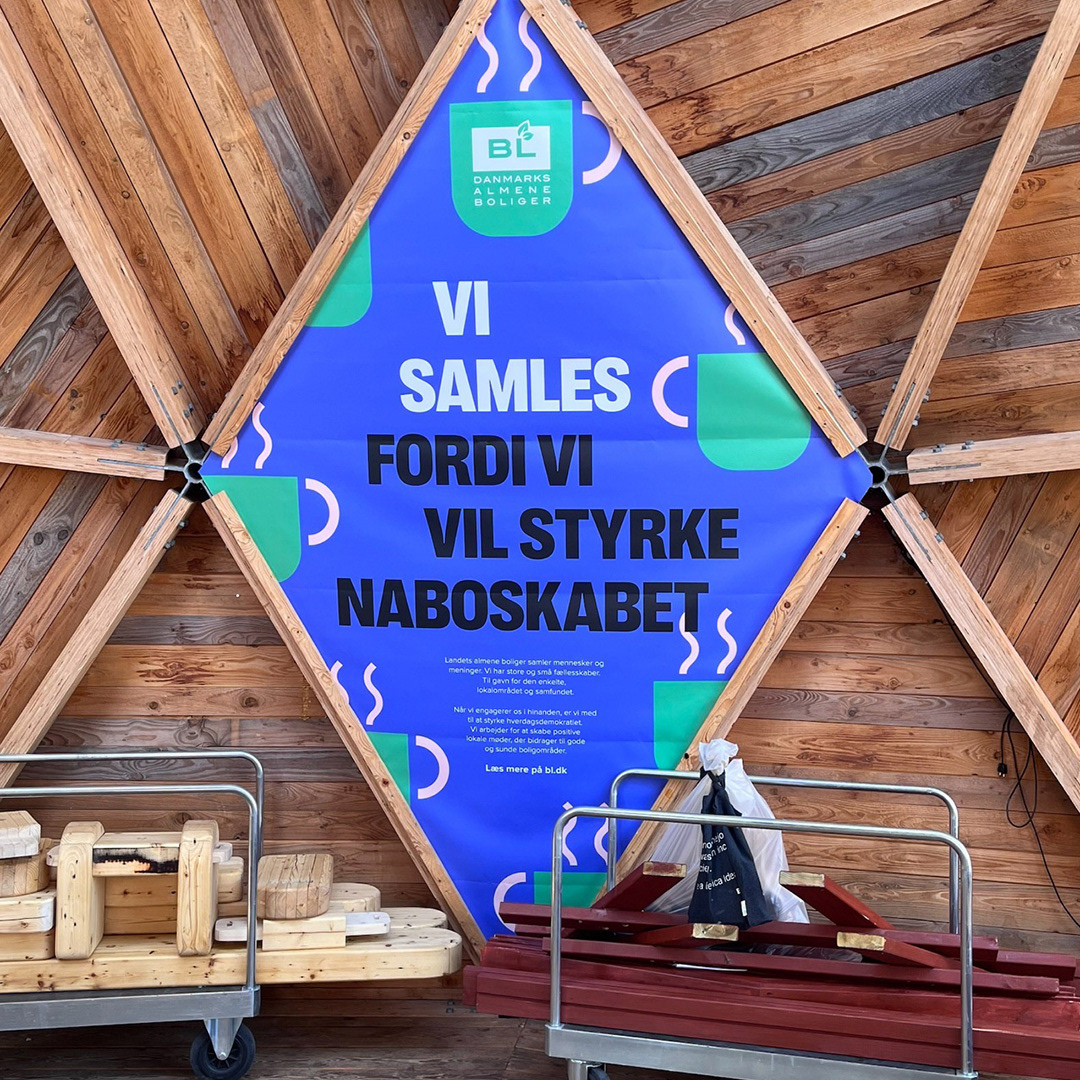 BL
DANMARKS
ALMENE
BOLIGER
VI
SAMLES
FORDI VI
VIL STYRKE
NABOSKABET
Landets almene boliger samler mennesker og
meninger. Vi har store og små fællesskaber.
Til gavn for den enkelte,
lokalområdet og samfundet.
Når vi engagerer os i hinanden, er vi med
til at styrke hverdagsdemokratiet.
Vi arbejder for at skabe positive
lokale møder, der bidrager til gode
og sunde boligområder.
Læs mere på bl.dk